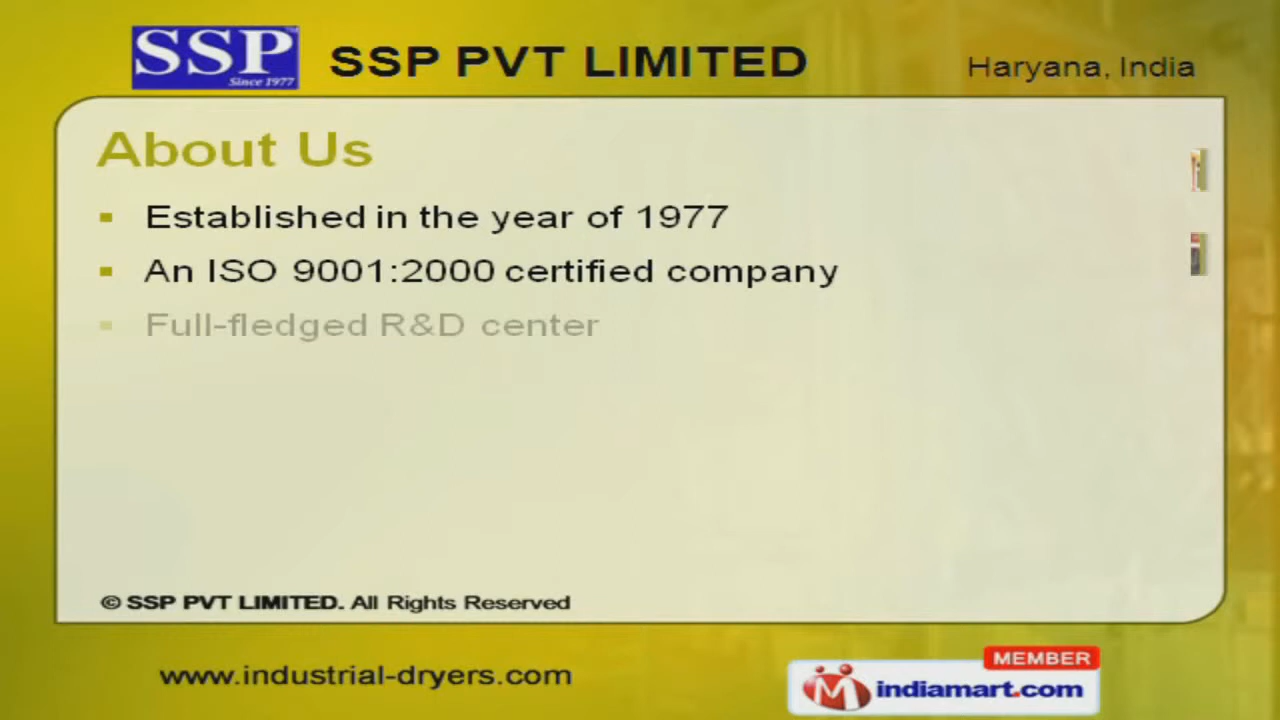 SSP
Since 1977
SSP PVT LIMITED
Haryana, India
About Us
Established in the year of 1977
An ISO 9001:2000 certified company
Full-fledged R&D center
© SSP PVT LIMITED. All Rights Reserved
www.industrial-dryers.com
MEMBER
indiamart.com